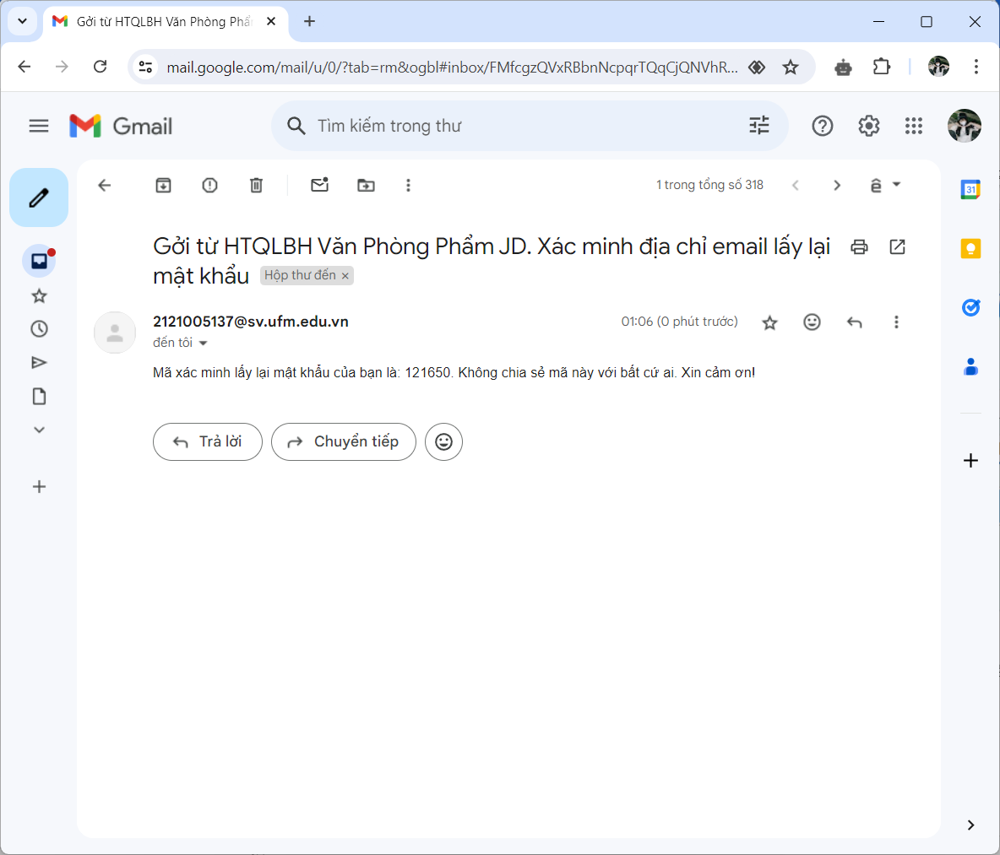 Gởi từ HTQLBH Văn Phòng Phẩm
mail.google.com/mail/u/0/?tab=rm&ogbl#inbox/FMfcgzQVxRBbnNcpqrTQqCjQNVhR...
Gmail
Tìm kiếm trong thư
1 trong tổng số 318
ê
31
Gởi từ HTQLBH Văn Phòng Phẩm JD. Xác minh địa chỉ email lấy lại
mật khẩu Hộp thư đến ×
2121005137@sv.ufm.edu.vn 01:06 (0 phút trước)
đến tôi
Mã xác minh lấy lại mật khẩu của bạn là: 121650. Không chia sẻ mã này với bất cứ ai. Xin cảm ơn!
Trả lời Chuyển tiếp